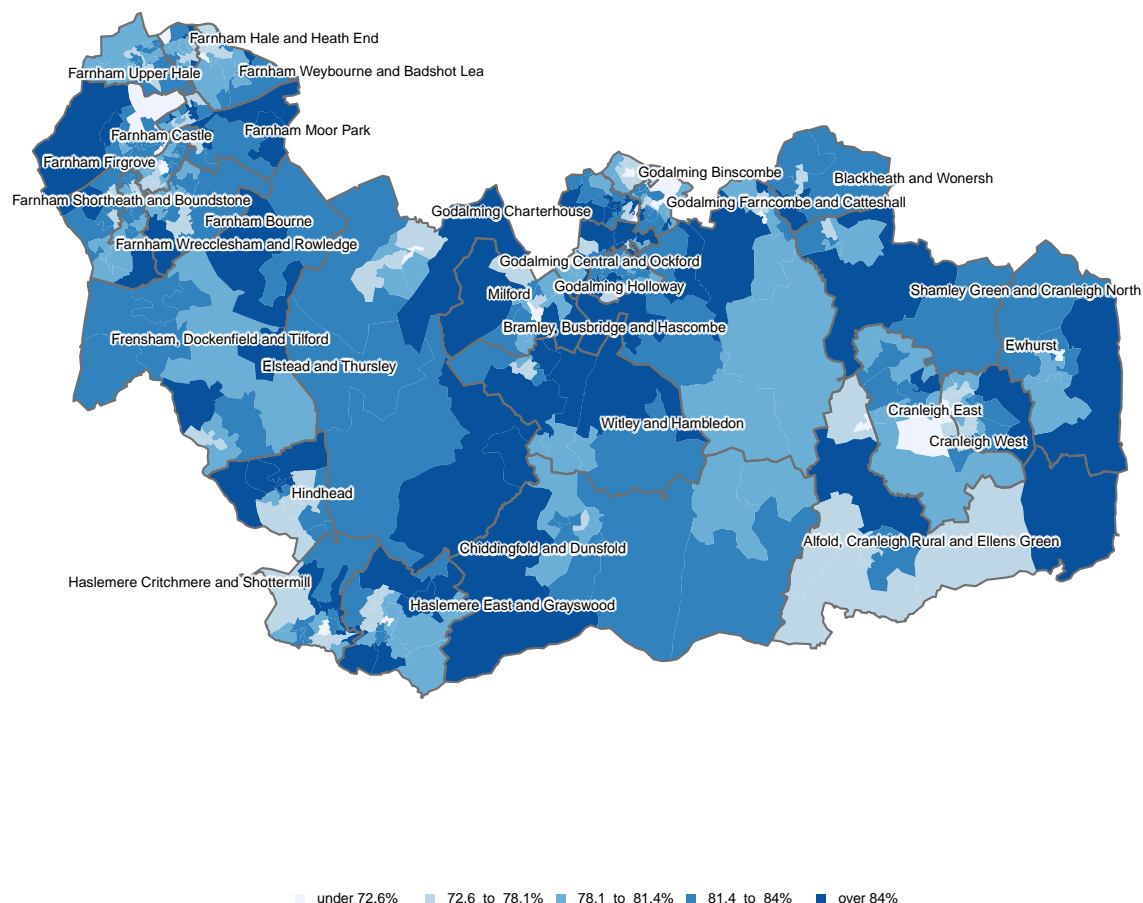 Farnham Hale and Heath End
Farnham Upper Hale
Farnham Weybourne and Badshot Lea
Farnham Castle
Farnham Moor Park
Farnham Firgrove
Godalming Binscombe
Blackheath and Wonersh
Farnham Shortheath and Boundstone
Godalming Charterhouse
Godalming Farncombe and Catteshall
Farnham Bourne
Farnham Wrecclesham and Rowledge
Godalming Central and Ockford
Godalming Holloway
Milford
Shamley Green and Cranleigh North
Bramley, Busbridge and Hascombe
Frensham, Dockenfield and Tilford
Ewhurst
Elstead and Thursley
Cranleigh East
Witley and Hambledon
Cranleigh West
Hindhead
Alfold, Cranleigh Rural and Ellens Green
Chiddingfold and Dunsfold
Haslemere Critchmere and Shottermill
Haslemere East and Grayswood
under 72.6% 72.6 to 78.1% 78.1 to 81.4% 81.4 to 84% over 84%